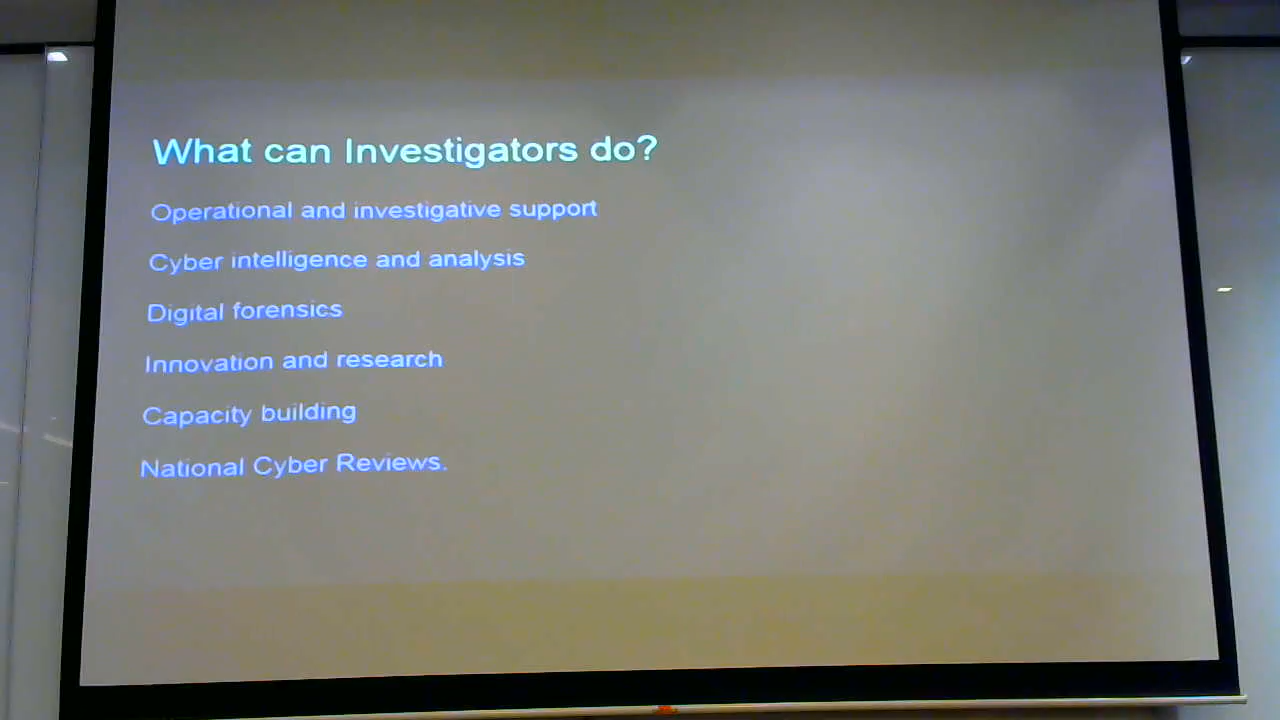 What can Investigators do?
Operational and investigative support
Cyber intelligence and analysis
Digital forensics
Innovation and research
Capacity building
National Cyber Reviews.